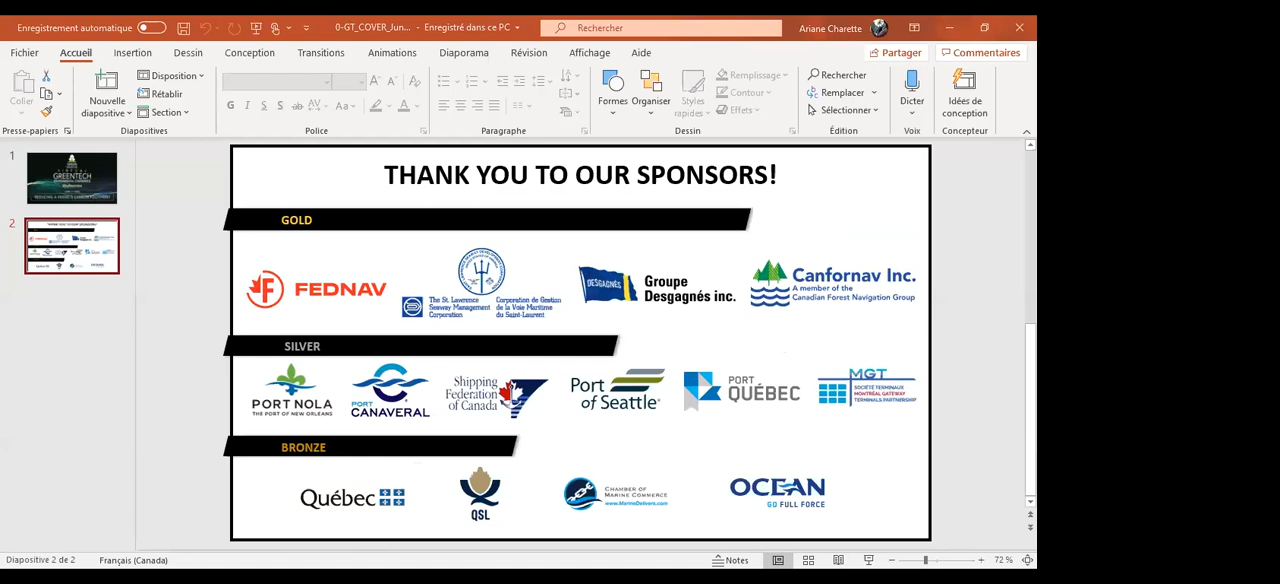 Enregistrement automatique
0-GT_COVER_Jun... - Enregistré dans ce PC
Rechercher
Ariane Charette
Fichier Accueil Insertion Dessin Conception Transitions Animations Diaporama Révision Affichage Aide Partager Commentaires
Coller
Nouvelle diapositive
Disposition
Rétablir
Section
G I S S ab AV Aa A
Formes Organiser Styles rapides
Remplissage
Contour
Effets
Rechercher
Remplacer
Sélectionner
Dicter
Idées de conception
Presse-papiers Diapositives Police Paragraphe Dessin Édition Voix Concepteur
1
GREENTECH
2
THANK YOU TO OUR SPONSORS!
GOLD
FEDNAV
The St. Lawrence Seaway Management Corporation
Corporation de Gestion de la Voie Maritime du Saint-Laurent
DESGAGNÉS
Groupe Desgagnés inc.
Canfornav Inc.
A member of the
Canadian Forest Navigation Group
SILVER
PORT NOLA
THE PORT OF NEW ORLEANS
PORT
CANAVERAL
Shipping
Federation
of Canada
Port
of Seattle
PORT
QUÉBEC
MGT
SOCIÉTÉ TERMINAUX
MONTRÉAL GATEWAY
TERMINALS PARTNERSHIP
BRONZE
Québec
QSL
CHAMBER OF
MARINE COMMERCE
www.MarineDelivers.com
OCEAN
GO FULL FORCE
Diapositive 2 de 2 Français (Canada) Notes 72 %